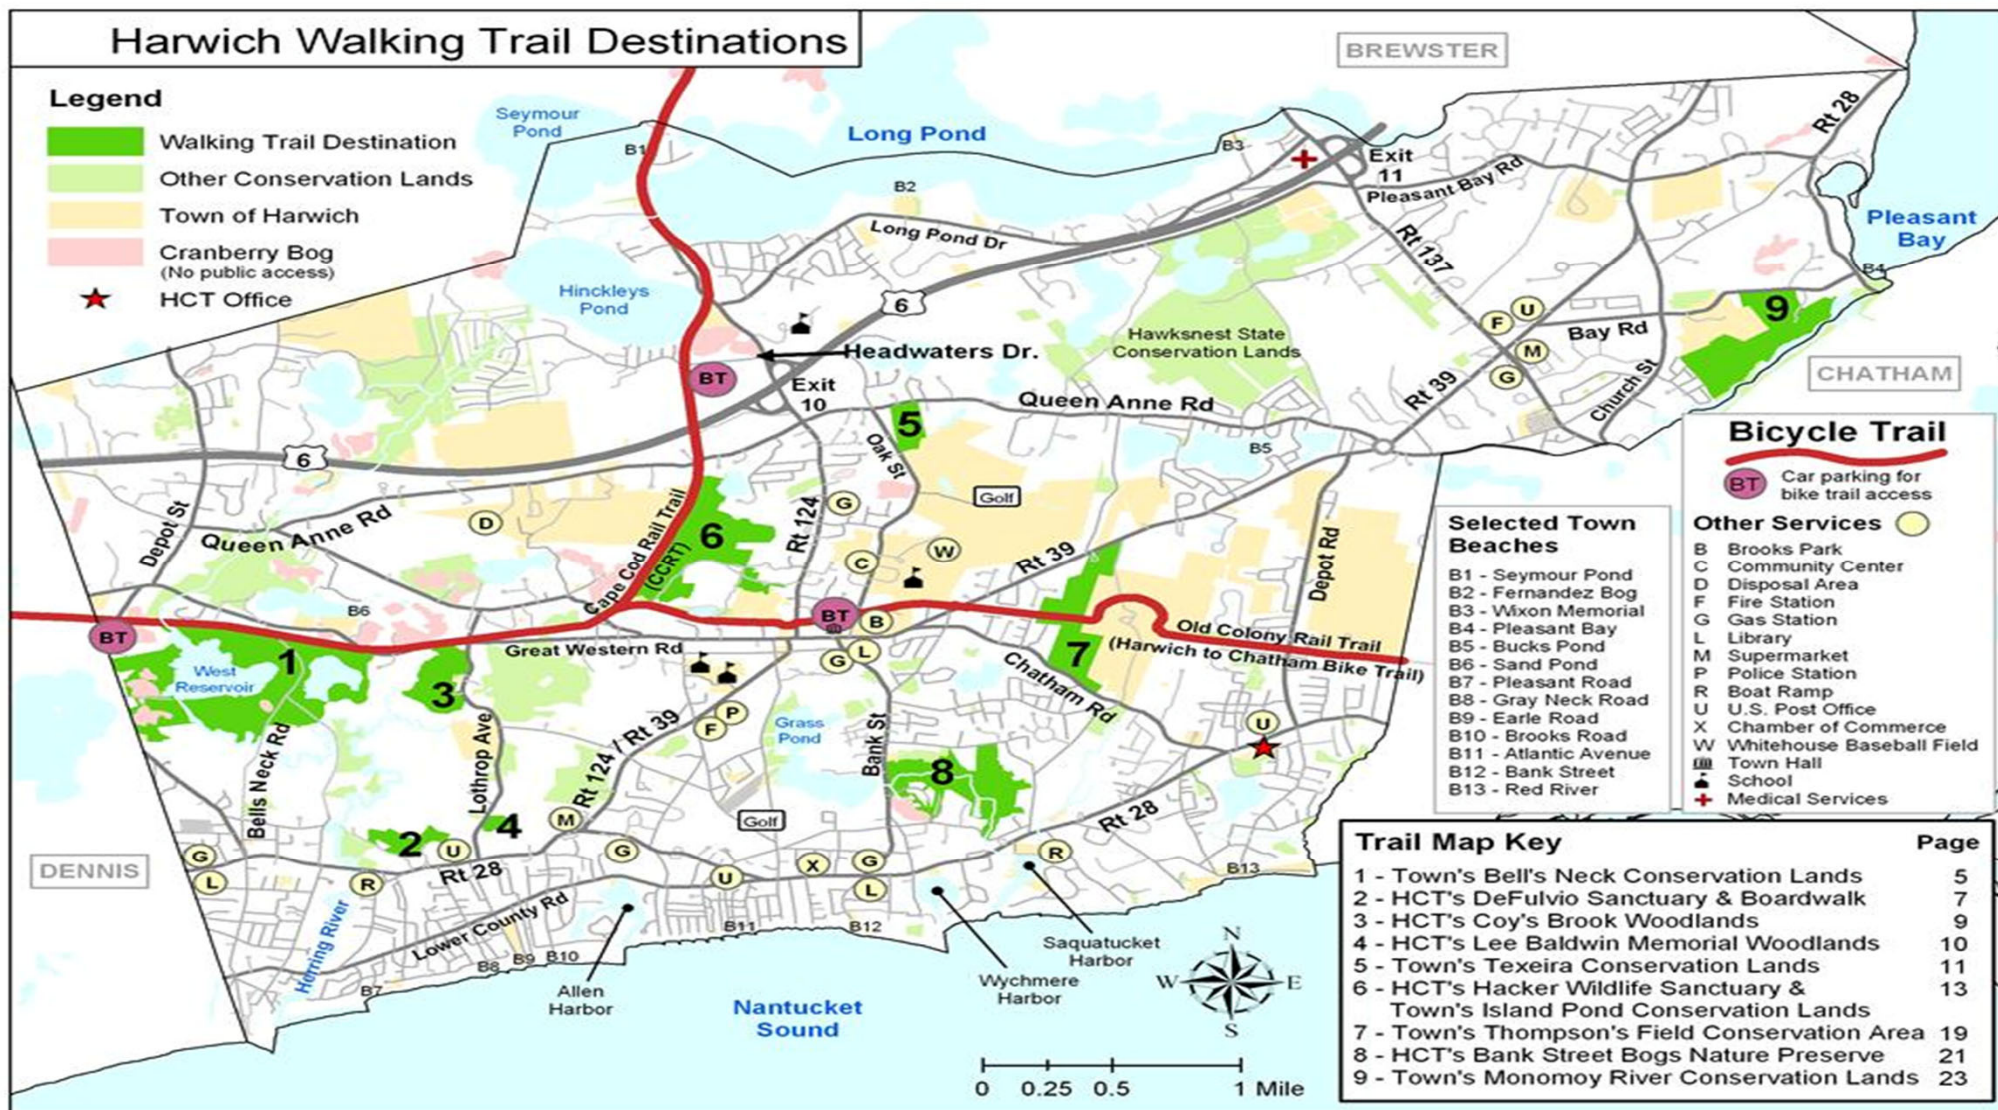 Harwich Walking Trail Destinations
Legend
Walking Trail Destination
Other Conservation Lands
Town of Harwich
Cranberry Bog
(No public access)
HCT Office
BREWSTER
Seymour
Pond
Long Pond
B1
B2
B3
Exit
11
Pleasant Bay Rd
Rt 28
Pleasant
Bay
B4
Long Pond Dr
Rt 137
Hinckleys
Pond
6
Hawksnest State
Conservation Lands
F
U
Bay Rd
M
G
9
Headwaters Dr.
BT
Exit
10
Queen Anne Rd
Rt 39
Church St
CHATHAM
5
Oak St
B5
6
Golf
Depot St
Queen Anne Rd
D
Cape Cod Rail Trail
(CCRT)
6
Rt 124
G
C
W
Rt 39
Depot Rd
BT
B6
BT
B
Old Colony Rail Trail
(Harwich to Chatham Bike Trail)
Great Western Rd
G
L
7
Chatham Rd
West
Reservoir
1
3
P
F
Grass
Pond
Bank St
U
Bells Neck Rd
Lothrop Ave
Rt 124 / Rt 39
8
Golf
Rt 28
2
U
4
M
G
G
L
R
Rt 28
G
X
U
L
R
B13
DENNIS
Herring River
Lower County Rd
B7
B8
B9
B10
B11
B12
Allen
Harbor
Wychmere
Harbor
Saquatucket
Harbor
Nantucket
Sound
N
W
E
S
0 0.25 0.5 1 Mile
Bicycle Trail
BT
Car parking for
bike trail access
Selected Town
Beaches
B1 - Seymour Pond
B2 - Fernandez Bog
B3 - Wixon Memorial
B4 - Pleasant Bay
B5 - Bucks Pond
B6 - Sand Pond
B7 - Pleasant Road
B8 - Gray Neck Road
B9 - Earle Road
B10 - Brooks Road
B11 - Atlantic Avenue
B12 - Bank Street
B13 - Red River
Other Services
B Brooks Park
C Community Center
D Disposal Area
F Fire Station
G Gas Station
L Library
M Supermarket
P Police Station
R Boat Ramp
U U.S. Post Office
X Chamber of Commerce
W Whitehouse Baseball Field
Town Hall
School
Medical Services
Trail Map Key Page
1 - Town's Bell's Neck Conservation Lands 5
2 - HCT's DeFulvio Sanctuary & Boardwalk 7
3 - HCT's Coy's Brook Woodlands 9
4 - HCT's Lee Baldwin Memorial Woodlands 10
5 - Town's Texeira Conservation Lands 11
6 - HCT's Hacker Wildlife Sanctuary & 13
Town's Island Pond Conservation Lands
7 - Town's Thompson's Field Conservation Area 19
8 - HCT's Bank Street Bogs Nature Preserve 21
9 - Town's Monomoy River Conservation Lands 23